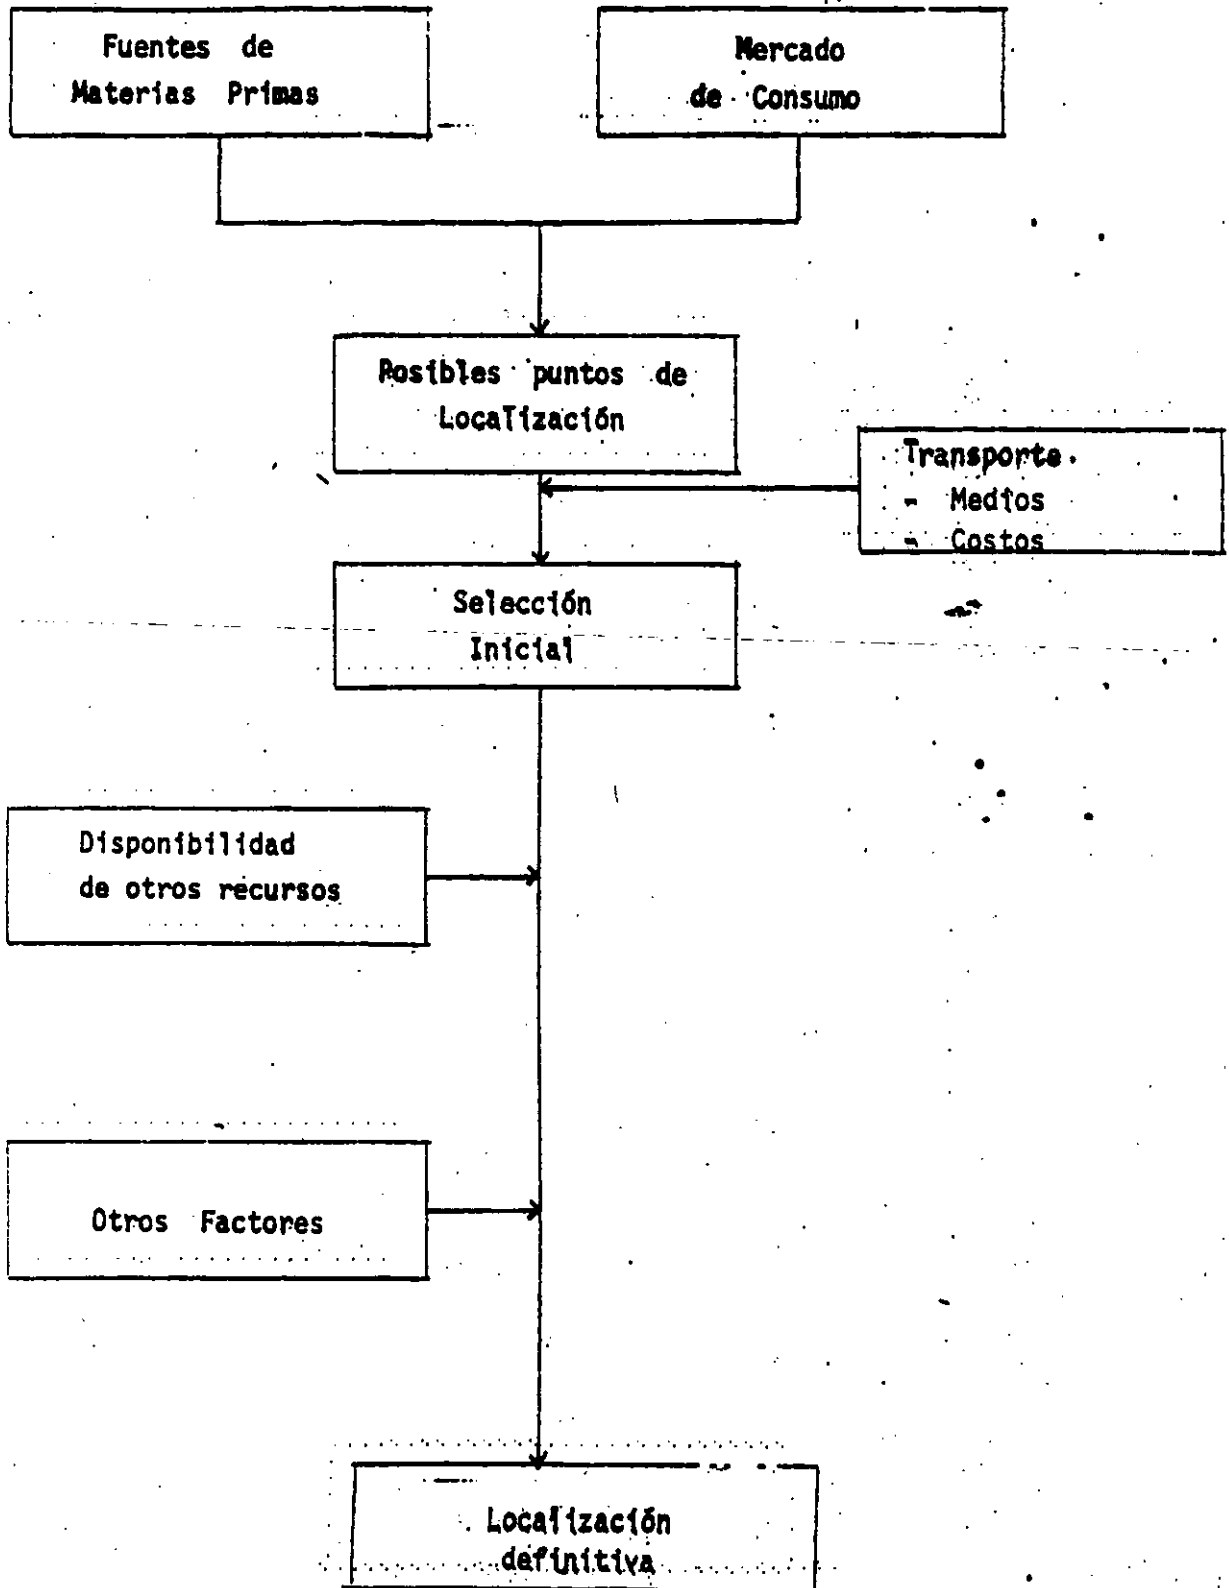 Fuentes de
Materias Primas
Mercado
de Consumo
Posibles puntos de
Localización
Transporte
- Medios
- Costos
Selección
Inicial
Disponibilidad
de otros recursos
Otros Factores
Localización
definitiva